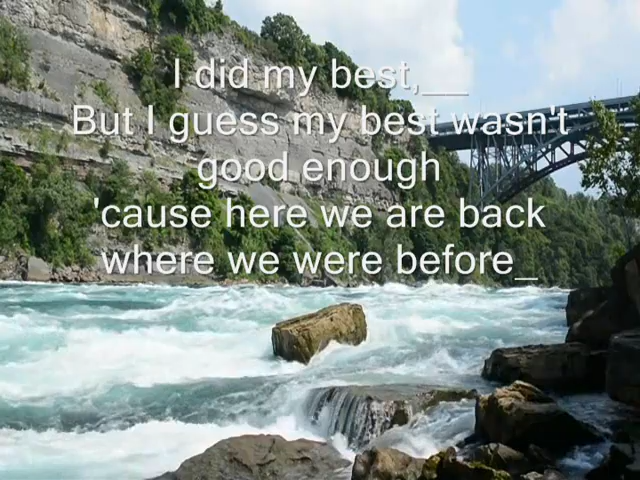 I did my best,__
But I guess my best wasn't
good enough
'cause here we are back
where we were before_